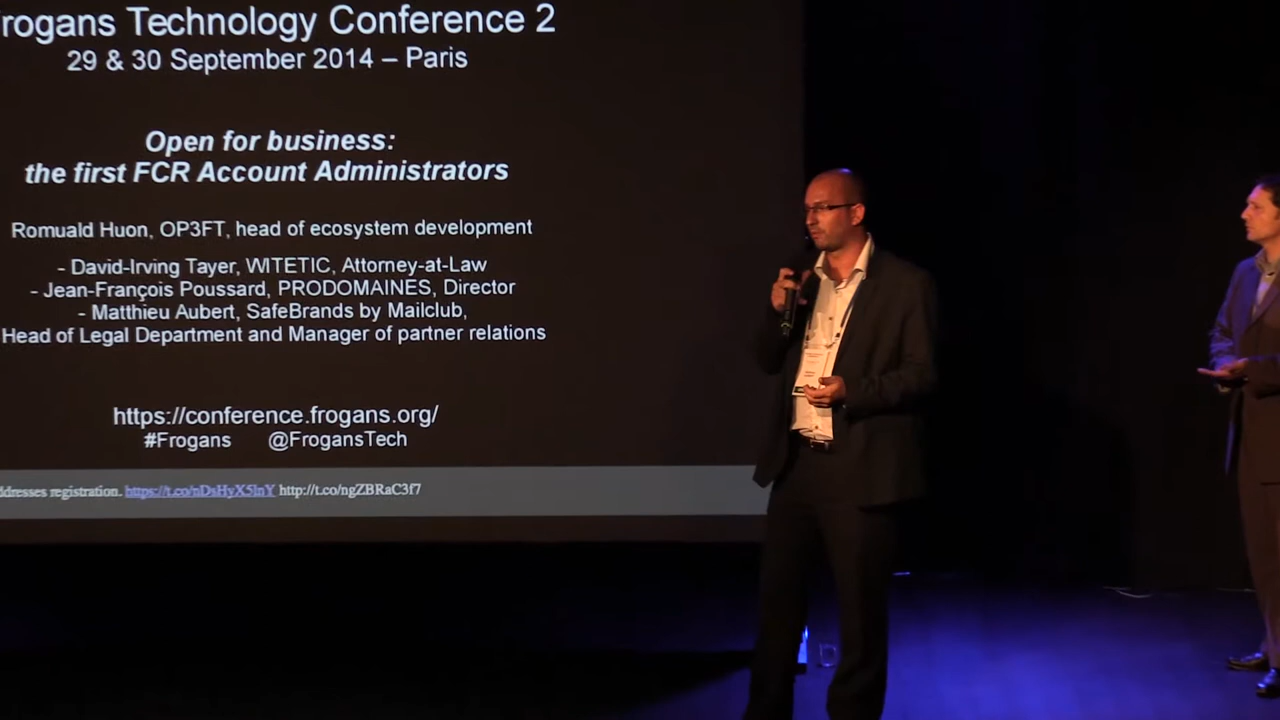 rogans Technology Conference 2
29 & 30 September 2014 – Paris
Open for business:
the first FCR Account Administrators
Romuald Huon, OP3FT, head of ecosystem development
- David-Irving Tayer, WITETIC, Attorney-at-Law
- Jean-François Poussard, PRODOMAINES, Director
- Matthieu Aubert, SafeBrands by Mailclub,
Head of Legal Department and Manager of partner relations
https://conference.frogans.org/
#Frogans @FrogansTech
ddresses registration. https://t.co/nDsHyX5lnY http://t.co/ngZBRaC3f7